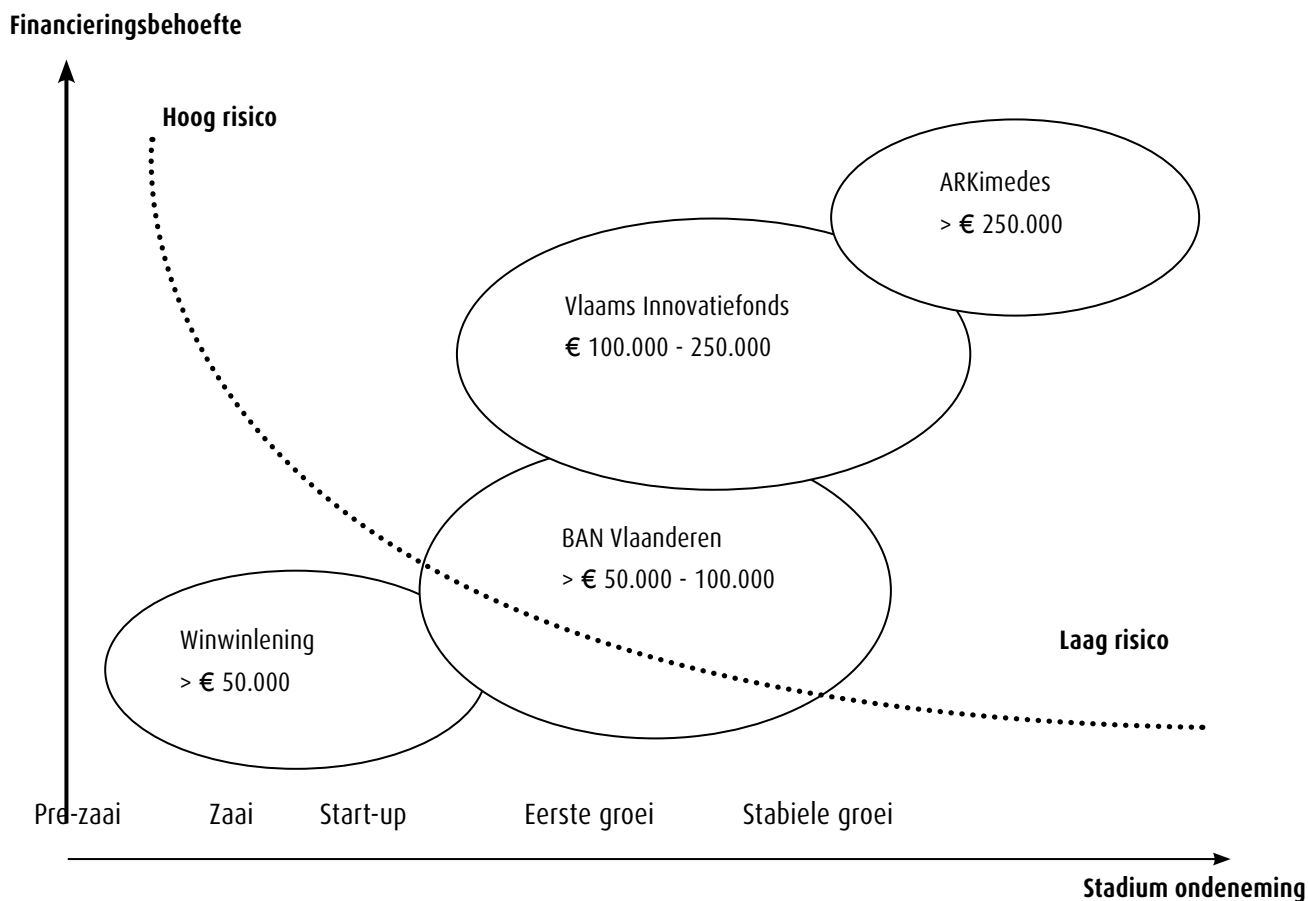 Financieringsbehoefte
Hoog risico
ARKimedes
> € 250.000
Vlaams Innovatiefonds
€ 100.000 - 250.000
BAN Vlaanderen
> € 50.000 - 100.000
Winwinlening
> € 50.000
Laag risico
Pre-zaai Zaai Start-up Eerste groei Stabiele groei
Stadium ondeneming